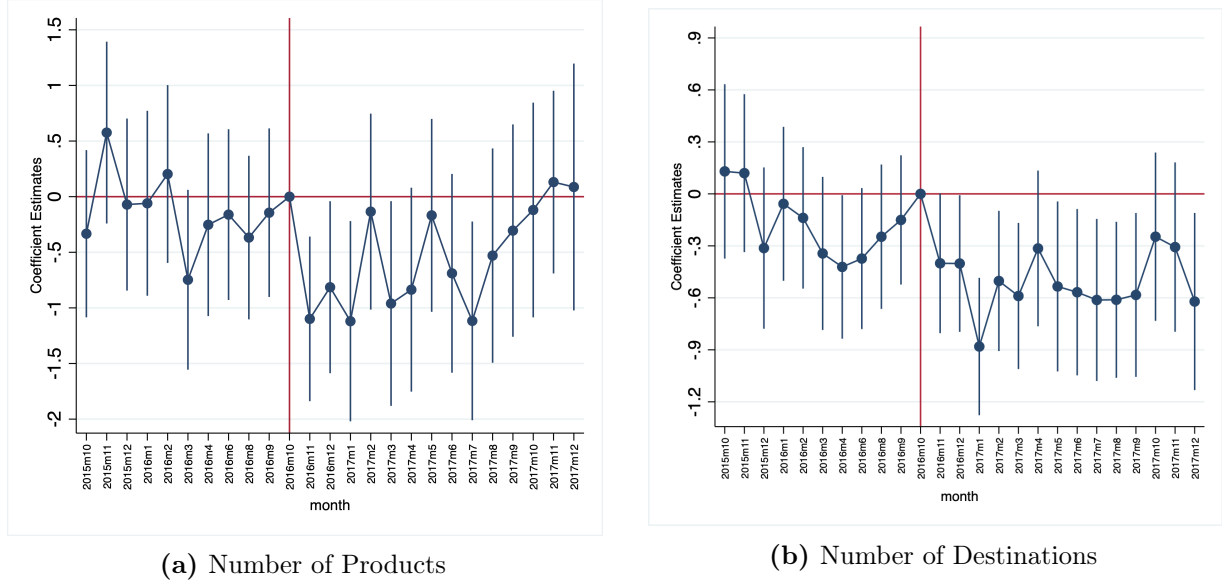 1.5
1
.5
0
-.5
-1
-1.5
-2
Coefficient Estimates
2015m10
2015m11
2015m12
2016m1
2016m2
2016m3
2016m4
2016m6
2016m8
2016m9
2016m10
2016m11
2016m12
2017m1
2017m2
2017m3
2017m4
2017m5
2017m6
2017m7
2017m8
2017m9
2017m10
2017m11
2017m12
month
(a) Number of Products
.9
.6
.3
0
-.3
-.6
-.9
-1.2
Coefficient Estimates
2015m10
2015m11
2015m12
2016m1
2016m2
2016m3
2016m4
2016m6
2016m8
2016m9
2016m10
2016m11
2016m12
2017m1
2017m2
2017m3
2017m4
2017m5
2017m6
2017m7
2017m8
2017m9
2017m10
2017m11
2017m12
month
(b) Number of Destinations